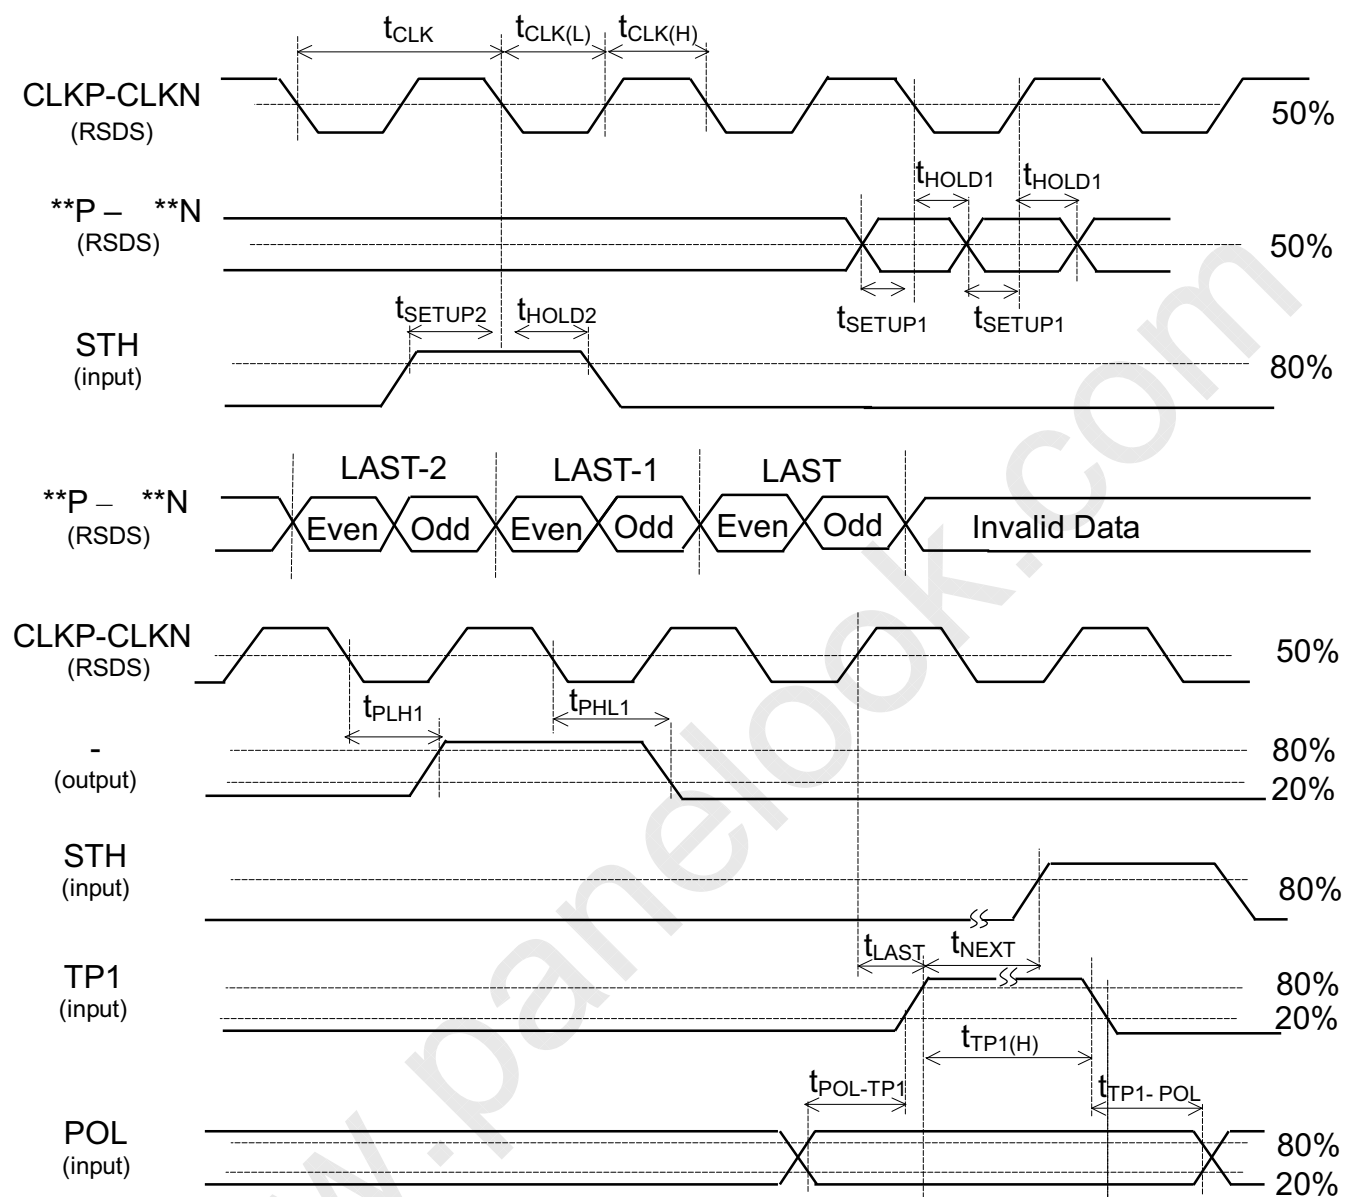 tCLK tCLK(L) tCLK(H)
CLKP-CLKN
(RSDS)
50%
tHOLD1 tHOLD1
**P – **N
(RSDS)
50%
tSETUP2 tHOLD2 tSETUP1 tSETUP1
STH
(input)
80%
LAST-2 LAST-1 LAST
**P – **N
(RSDS)
Even Odd Even Odd Even Odd Invalid Data
CLKP-CLKN
(RSDS)
50%
tPLH1 tPHL1
-
(output)
80%
20%
STH
(input)
80%
tLAST tNEXT
TP1
(input)
80%
20%
tTP1(H)
tPOL-TP1 tTP1- POL
POL
(input)
80%
20%
www.panelook.com